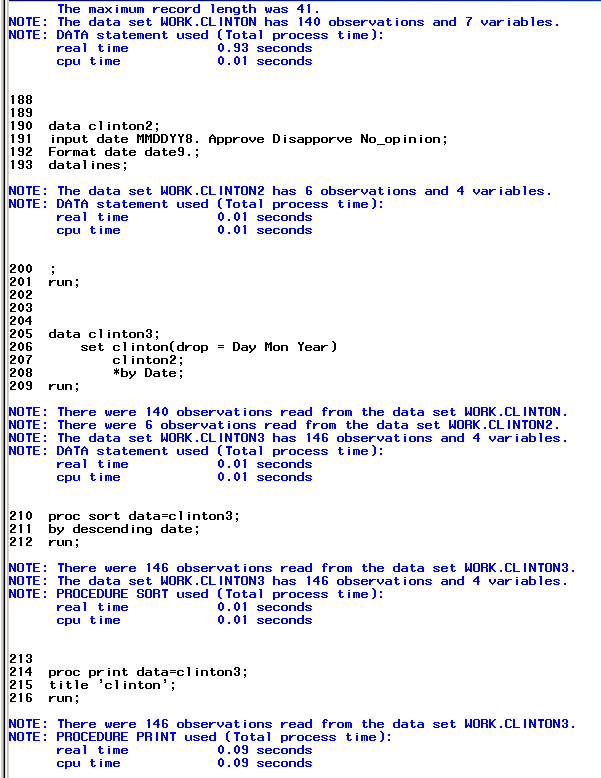 The maximum record length was 41.
NOTE: The data set WORK.CLINTON has 140 observations and 7 variables.
NOTE: DATA statement used (Total process time):
real time 0.93 seconds
cpu time 0.01 seconds
188
189
190 data clinton2;
191 input date MMDDYY8. Approve Disapporve No_opinion;
192 Format date date9.;
193 datalines;
NOTE: The data set WORK.CLINTON2 has 6 observations and 4 variables.
NOTE: DATA statement used (Total process time):
real time 0.01 seconds
cpu time 0.01 seconds
200 ;
201 run;
202
203
204
205 data clinton3;
206 set clinton(drop = Day Mon Year)
207 clinton2;
208 *by Date;
209 run;
NOTE: There were 140 observations read from the data set WORK.CLINTON.
NOTE: There were 6 observations read from the data set WORK.CLINTON2.
NOTE: The data set WORK.CLINTON3 has 146 observations and 4 variables.
NOTE: DATA statement used (Total process time):
real time 0.01 seconds
cpu time 0.01 seconds
210 proc sort data=clinton3;
211 by descending date;
212 run;
NOTE: There were 146 observations read from the data set WORK.CLINTON3.
NOTE: The data set WORK.CLINTON3 has 146 observations and 4 variables.
NOTE: PROCEDURE SORT used (Total process time):
real time 0.01 seconds
cpu time 0.01 seconds
213
214 proc print data=clinton3;
215 title 'clinton';
216 run;
NOTE: There were 146 observations read from the data set WORK.CLINTON3.
NOTE: PROCEDURE PRINT used (Total process time):
real time 0.09 seconds
cpu time 0.09 seconds